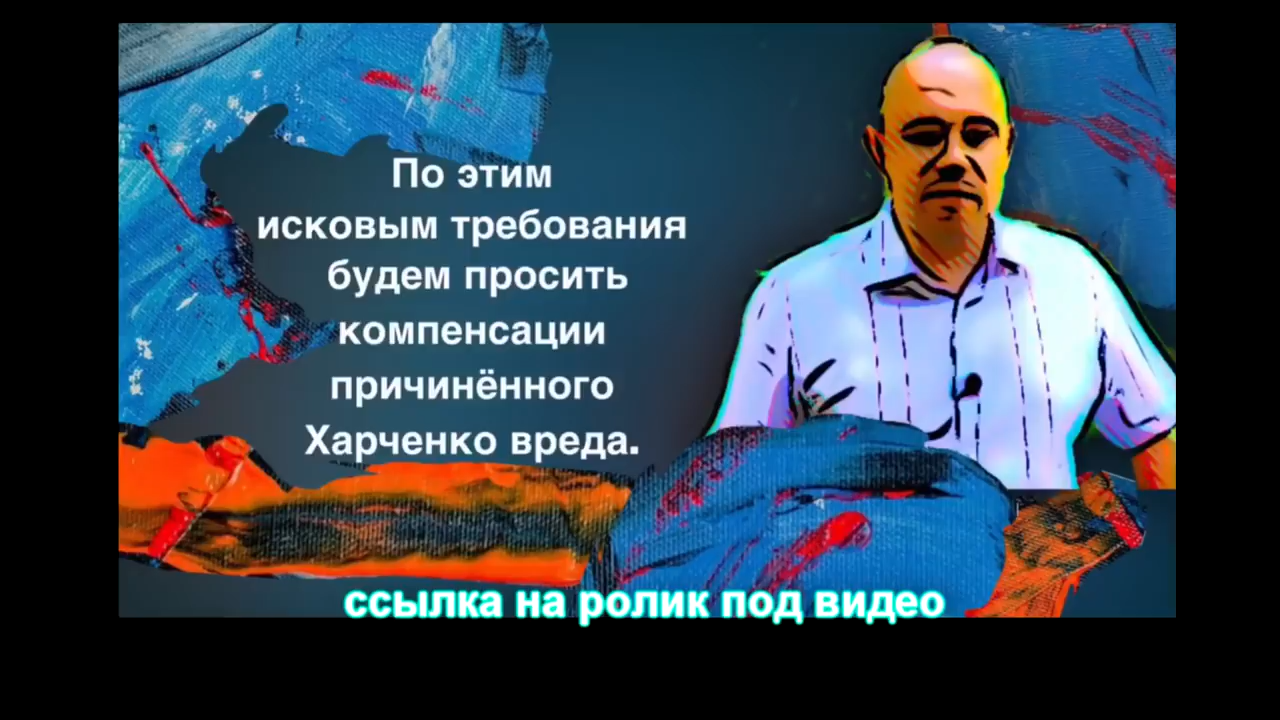 По этим
исковым требования
будем просить
компенсации
причинённого
Харченко вреда.
ссылка на ролик под видео